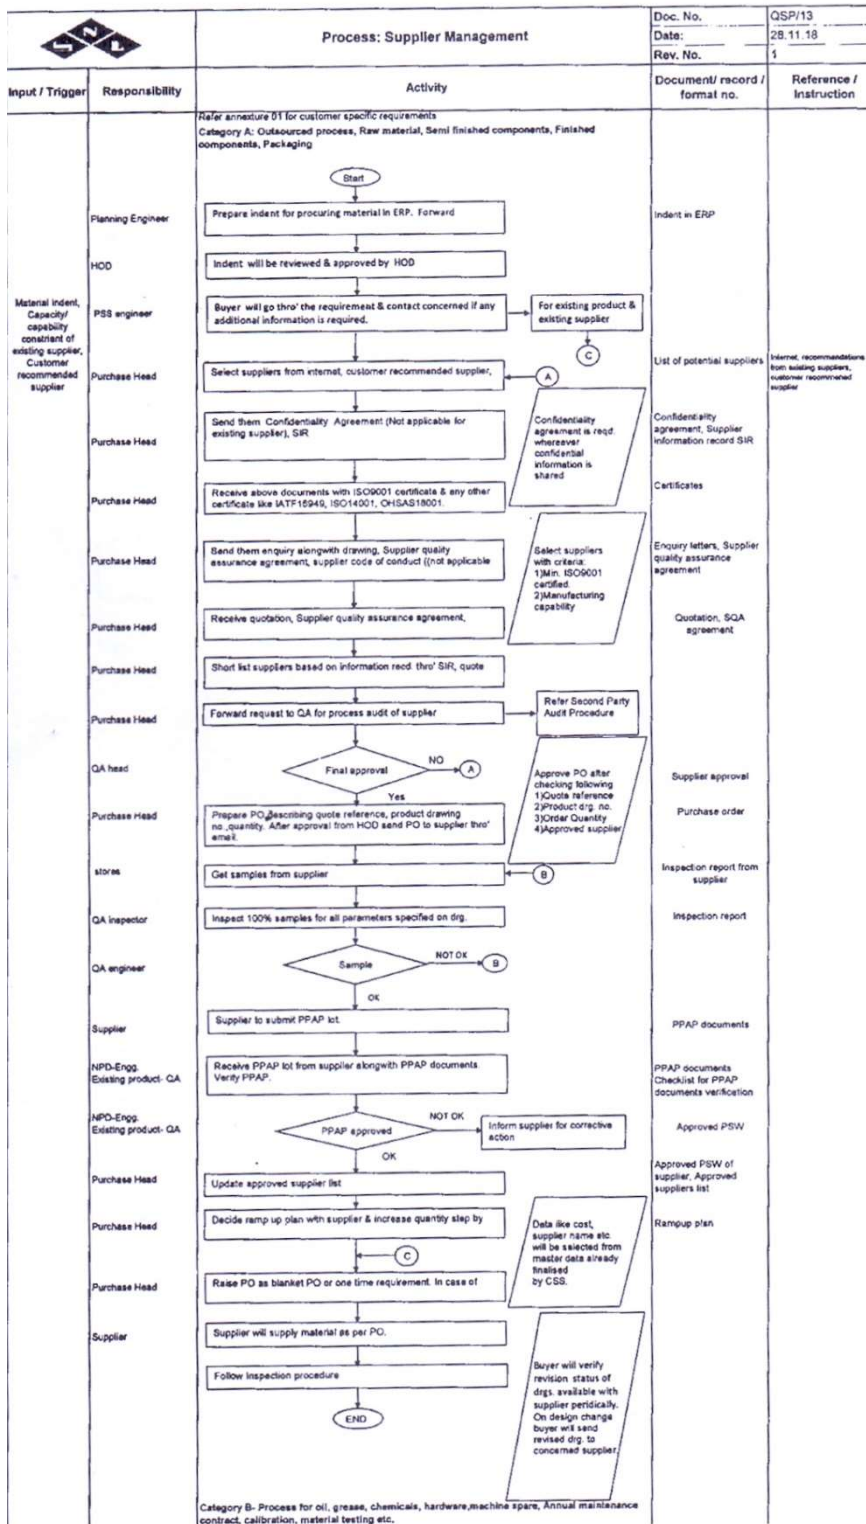 SNF
Process: Supplier Management
Doc. No.
QSP/13
Date:
28.11.18
Rev. No.
1
Input / Trigger
Responsibility
Activity
Document/ record /
format no.
Reference /
Instruction
Refer annexture 01 for customer specific requirements
Category A: Outsourced process, Raw material, Semi finished components, Finished
components, Packaging
Start
Planning Engineer
Prepare indent for procuring material in ERP. Forward
Indent in ERP
HOD
Indent will be reviewed & approved by HOD
Material indent,
Capacity/
capability
constrient of
existing supplier,
Customer
recommended
supplier
PSS engineer
Buyer will go thro' the requirement & contact concerned if any
additional information is required.
For existing product &
existing supplier
C
Purchase Head
Select suppliers from internet, customer recommended supplier,
A
List of potential suppliers
Internet, recommendations
from existing suppliers,
customer recommened
supplier
Purchase Head
Send them Confidentiality Agreement (Not applicable for
existing supplier), SIR
Confidentiality
agreement is reqd.
whereaver
confidential
information is
shared
Confidentiality
agreement, Supplier
information record SIR
Purchase Head
Receive above documents with ISO9001 certificate & any other
certificate like IATF16949, ISO14001, OHSAS18001.
Certificates
Purchase Head
Send them enquiry alongwith drawing, Supplier quality
assurance agreement, supplier code of conduct ((not applicable
Select suppliers
with criteria:
1)Min. ISO9001
certified.
2)Manufacturing
capability
Enquiry letters, Supplier
quality assurance
agreement
Purchase Head
Receive quotation, Supplier quality assurance agreement,
Quotation, SQA
agreement
Purchase Head
Short list suppliers based on information recd. thro' SIR, quote
Purchase Head
Forward request to QA for process audit of supplier
Refer Second Party
Audit Procedure
QA head
Final approval
NO
A
Yes
Approve PO after
checking following
1)Quote reference
2)Product drg. no.
3)Order Quantity
4)Approved supplier
Supplier approval
Purchase Head
Prepare PO,describing quote reference, product drawing
no.,quantity. After approval from HOD send PO to supplier thro'
email.
Purchase order
stores
Get samples from supplier
B
Inspection report from
supplier
QA inspector
Inspect 100% samples for all parameters specified on drg.
Inspection report
QA engineer
Sample
NOT OK
B
OK
Supplier
Supplier to submit PPAP lot.
PPAP documents
NPD-Engg.
Existing product- QA
Receive PPAP lot from supplier alongwith PPAP documents.
Verify PPAP.
PPAP documents
Checklist for PPAP
documents verification
NPD-Engg.
Existing product- QA
PPAP approved
NOT OK
Inform supplier for corrective
action
Approved PSW
OK
Purchase Head
Update approved supplier list
Approved PSW of
supplier, Approved
suppliers list
Purchase Head
Decide ramp up plan with supplier & increase quantity step by
Data like cost,
supplier name etc.
will be selected from
master data already
finalised
by CSS.
Rampup plan
C
Purchase Head
Raise PO as blanket PO or one time requirement. In case of
Supplier
Supplier will supply material as per PO.
Follow Inspection procedure
Buyer will verify
revision status of
drgs. available with
supplier peridically.
On design change
buyer will send
revised drg. to
concerned supplier.
END
Category B- Process for oil, grease, chemicals, hardware,machine spare, Annual maintenance
contract, calibration, material testing etc.